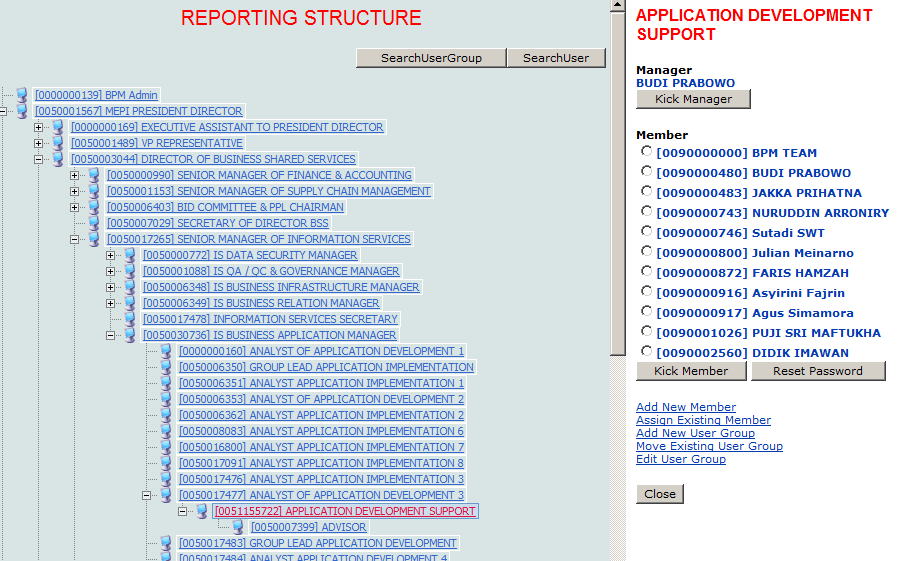 REPORTING STRUCTURE
SearchUserGroup
SearchUser
[0000000139] BPM Admin
[0050001567] MEPI PRESIDENT DIRECTOR
[0000000169] EXECUTIVE ASSISTANT TO PRESIDENT DIRECTOR
[0050001489] VP REPRESENTATIVE
[0050003044] DIRECTOR OF BUSINESS SHARED SERVICES
[0050000990] SENIOR MANAGER OF FINANCE & ACCOUNTING
[0050001153] SENIOR MANAGER OF SUPPLY CHAIN MANAGEMENT
[0050006403] BID COMMITTEE & PPL CHAIRMAN
[0050007029] SECRETARY OF DIRECTOR BSS
[0050017265] SENIOR MANAGER OF INFORMATION SERVICES
[0050000772] IS DATA SECURITY MANAGER
[0050001088] IS QA / QC & GOVERNANCE MANAGER
[0050006348] IS BUSINESS INFRASTRUCTURE MANAGER
[0050006349] IS BUSINESS RELATION MANAGER
[0050017478] INFORMATION SERVICES SECRETARY
[0050030736] IS BUSINESS APPLICATION MANAGER
[0000000160] ANALYST OF APPLICATION DEVELOPMENT 1
[0050006350] GROUP LEAD APPLICATION IMPLEMENTATION
[0050006351] ANALYST APPLICATION IMPLEMENTATION 1
[0050006353] ANALYST OF APPLICATION DEVELOPMENT 2
[0050006362] ANALYST APPLICATION IMPLEMENTATION 2
[0050008083] ANALYST APPLICATION IMPLEMENTATION 6
[0050016800] ANALYST APPLICATION IMPLEMENTATION 7
[0050017091] ANALYST APPLICATION IMPLEMENTATION 8
[0050017476] ANALYST APPLICATION IMPLEMENTATION 3
[0050017477] ANALYST OF APPLICATION DEVELOPMENT 3
[0051155722] APPLICATION DEVELOPMENT SUPPORT
[0050007399] ADVISOR
[0050017483] GROUP LEAD APPLICATION DEVELOPMENT
[0050017484] ANALYST APPLICATION DEVELOPMENT 4
APPLICATION DEVELOPMENT
SUPPORT
Manager
BUDI PRABOWO
Kick Manager
Member
[0090000000] BPM TEAM
[0090000480] BUDI PRABOWO
[0090000483] JAKKA PRIHATNA
[0090000743] NURUDDIN ARRONIRY
[0090000746] Sutadi SWT
[0090000800] Julian Meinarno
[0090000872] FARIS HAMZAH
[0090000916] Asyirini Fajrin
[0090000917] Agus Simamora
[0090001026] PUJI SRI MAFTUKHA
[0090002560] DIDIK IMAWAN
Kick Member
Reset Password
Add New Member
Assign Existing Member
Add New User Group
Move Existing User Group
Edit User Group
Close